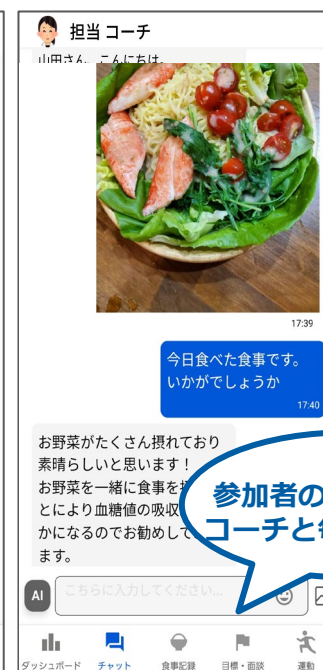 担当 コーチ
山田さん、こんにちは。
17:39
今日食べた食事です。
いかがでしょうか
17:40
お野菜がたくさん摂れており
素晴らしいと思います！
お野菜を一緒に食事を
とにより血糖値の吸収
かになるのでお勧めして
ます。
参加者の
コーチと
AI
こちらに入力してください...
ダッシュボード
チャット
食事記録
目標・面談
運動